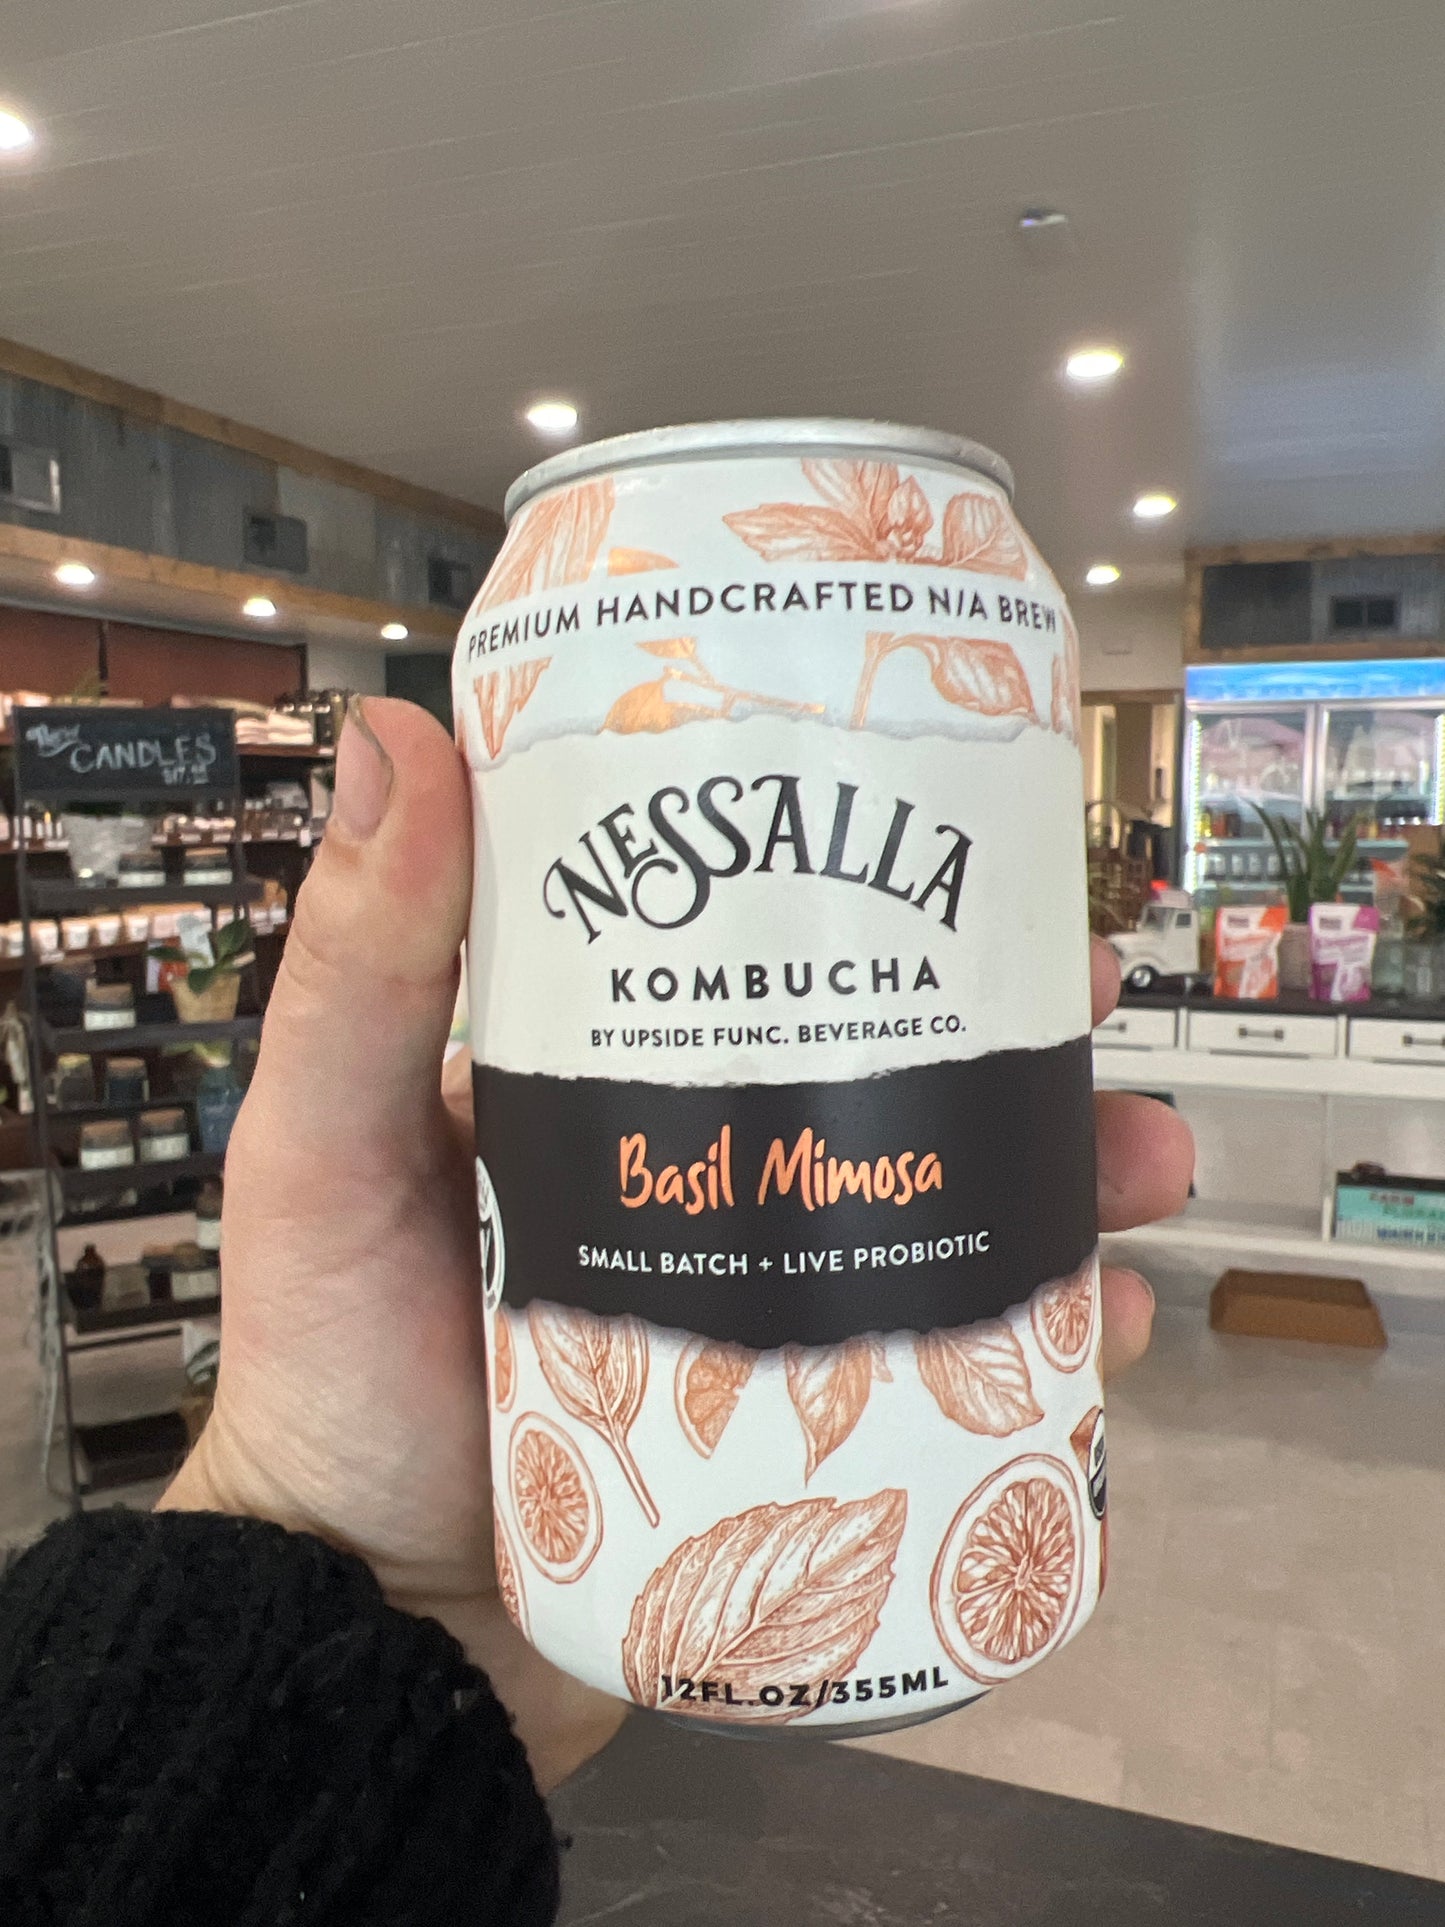 PREMIUM HANDCRAFTED N/A BREW
NESSALLA
KOMBUCHA
BY UPSIDE FUNC. BEVERAGE CO.
Basil Mimosa
SMALL BATCH + LIVE PROBIOTIC
12FL.OZ/355ML
New
CANDLES